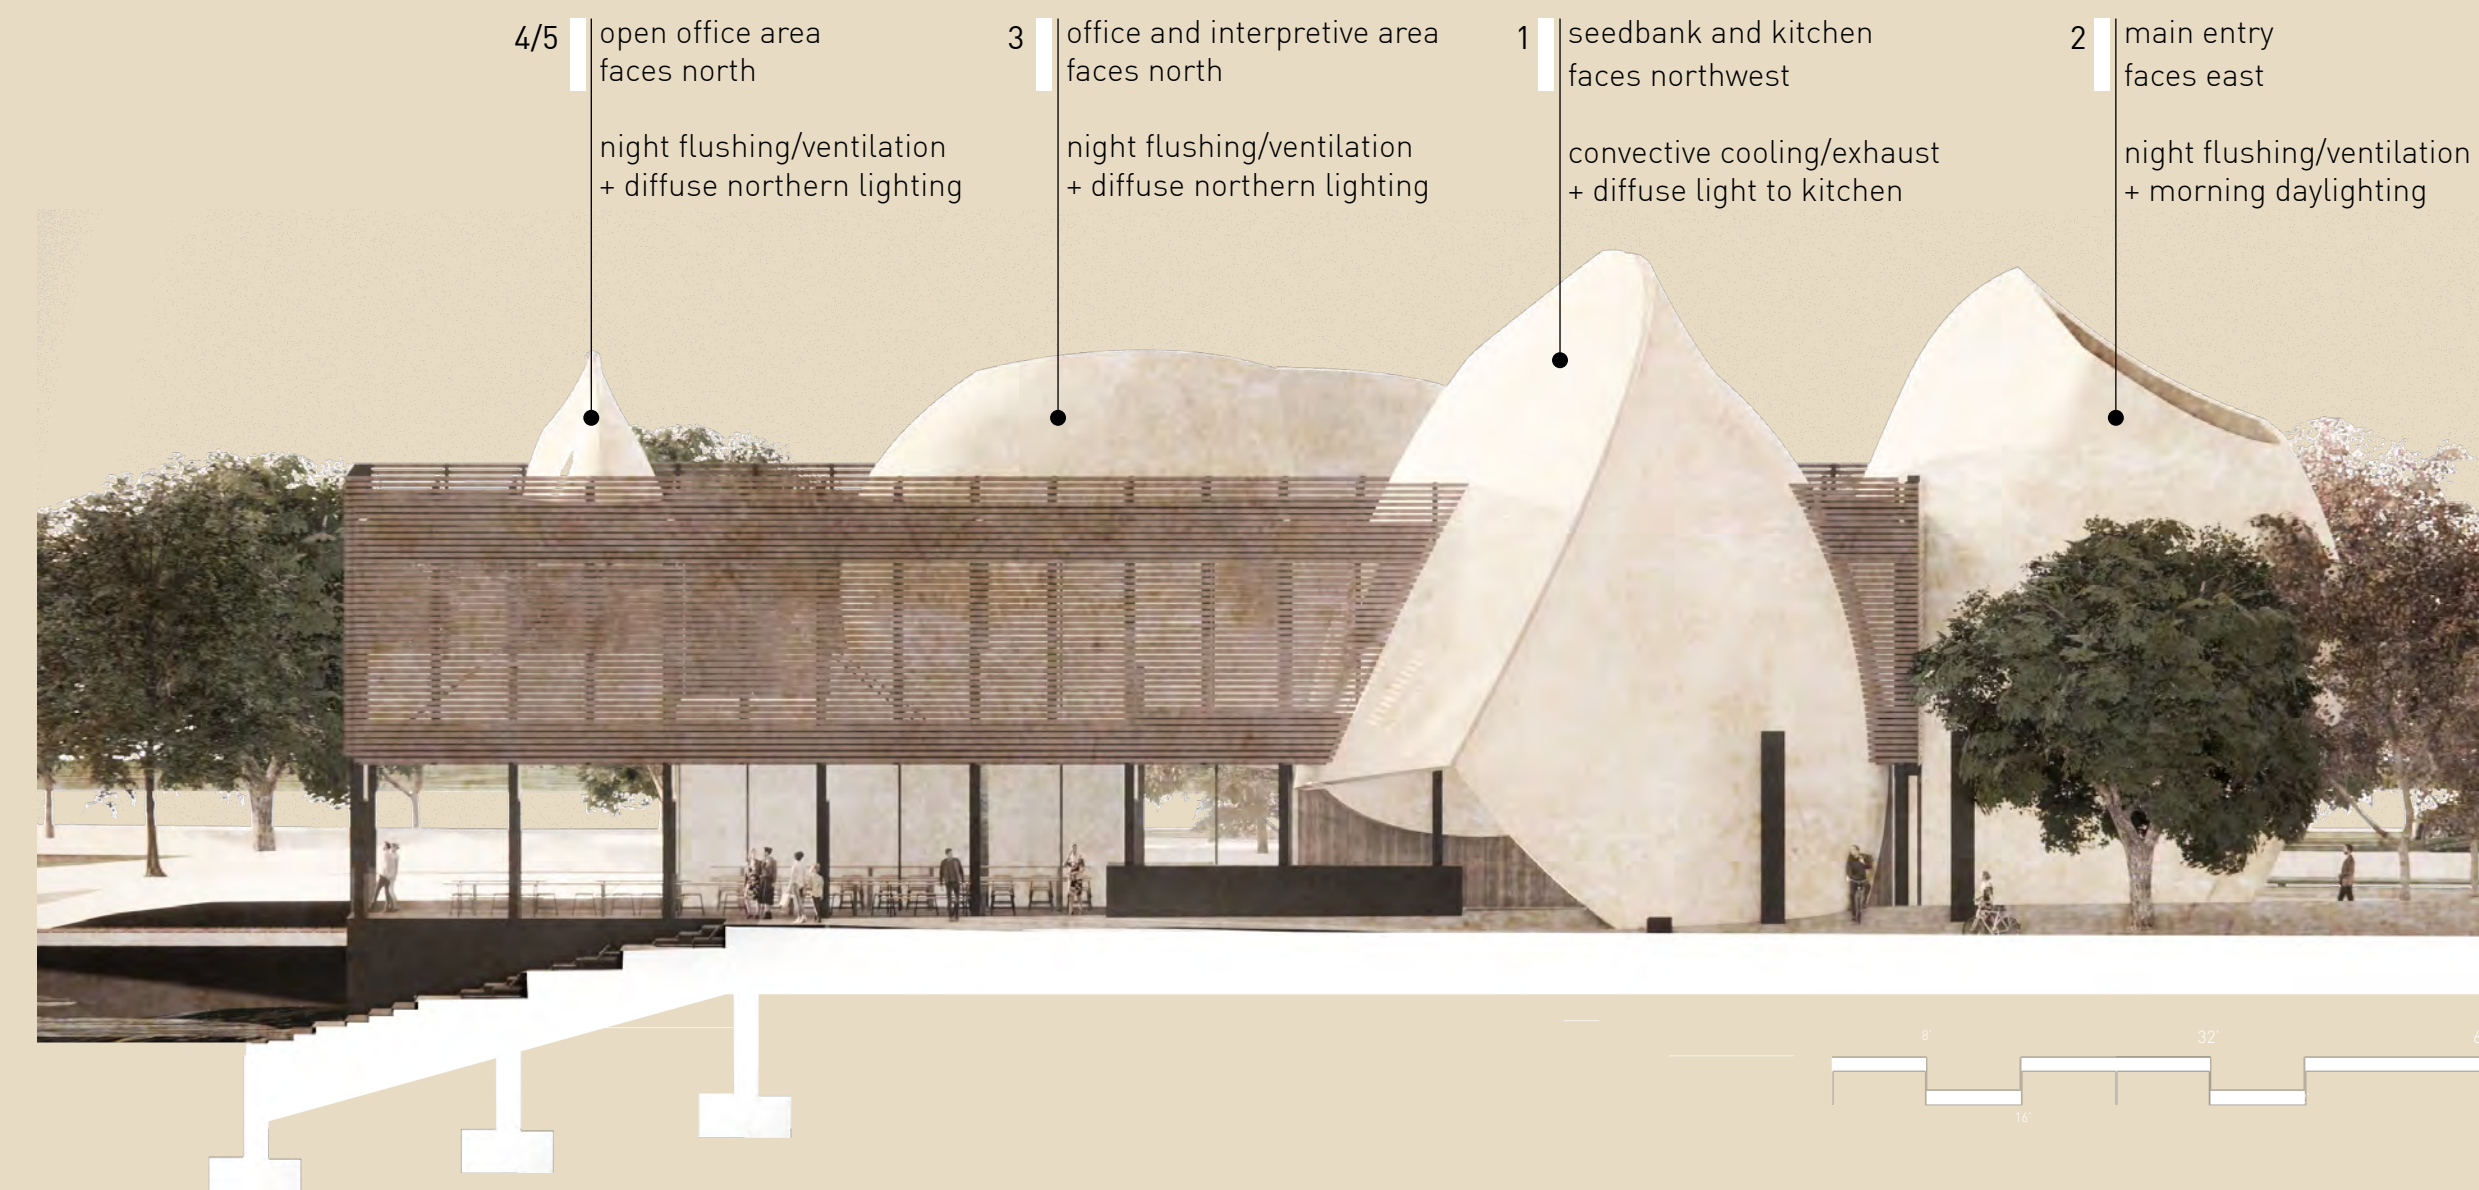 4/5
open office area
faces north
night flushing/ventilation
+ diffuse northern lighting
3
office and interpretive area
faces north
night flushing/ventilation
+ diffuse northern lighting
1
seedbank and kitchen
faces northwest
convective cooling/exhaust
+ diffuse light to kitchen
2
main entry
faces east
night flushing/ventilation
+ morning daylighting
8'
32'
16'